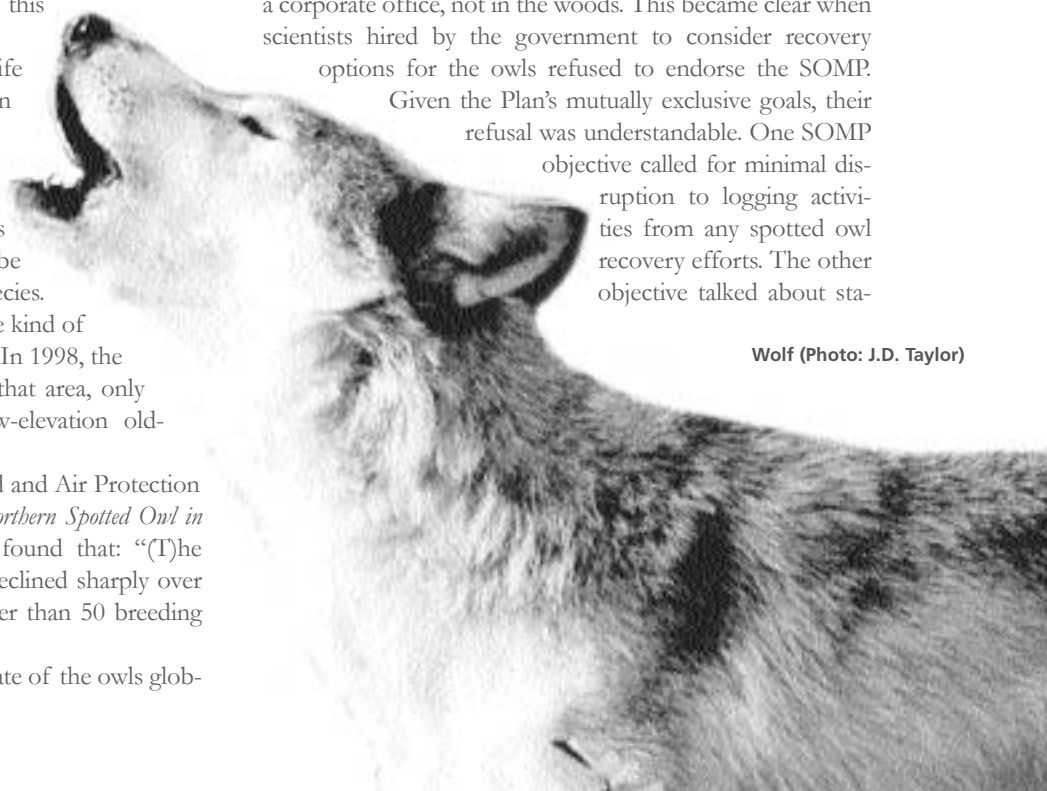 this
ife
n
s
be
cies.
e kind of
In 1998, the
that area, only
w-elevation old-
d and Air Protection
orthern Spotted Owl in
found that: “(T)he
eclined sharply over
er than 50 breeding
ate of the owls glob-
a corporate office, not in the woods. This became clear when
scientists hired by the government to consider recovery
options for the owls refused to endorse the SOMP.
Given the Plan’s mutually exclusive goals, their
refusal was understandable. One SOMP
objective called for minimal dis-
ruption to logging activi-
ties from any spotted owl
recovery efforts. The other
objective talked about sta-
Wolf (Photo: J.D. Taylor)